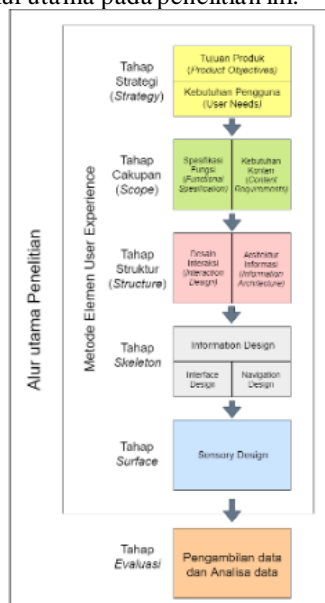 alur utama pada penelitian ini.
Alur utama Penelitian
Metode Elemen User Experience
Tahap
Strategi
(Strategy)
Tujuan Produk
(Product Objectives)
Kebutuhan Pengguna
(User Needs)
Tahap
Cakupan
(Scope)
Spesifikasi
Fungsi
(Functional
Specification)
Kebutuhan
Konten
(Content
Requirements)
Tahap
Struktur
(Structure)
Desain
Interaksi
(Interaction
Design)
Arsitektur
Informasi
(Information
Architecture)
Tahap
Skeleton
Information Design
Interface
Design
Navigation
Design
Tahap
Surface
Sensory Design
Tahap
Evaluasi
Pengambilan data
dan Analisa data